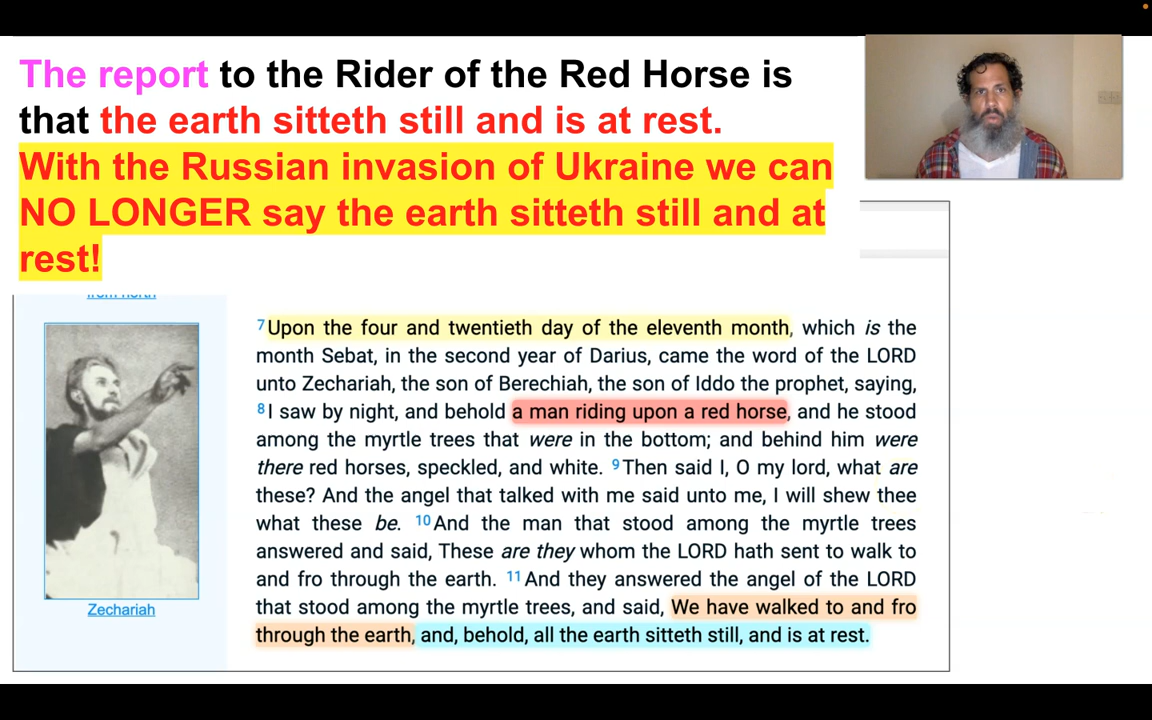 The report to the Rider of the Red Horse is
that the earth sitteth still and is at rest.
With the Russian invasion of Ukraine we can
NO LONGER say the earth sitteth still and at
rest!
from north
Zechariah
7Upon the four and twentieth day of the eleventh month, which is the
month Sebat, in the second year of Darius, came the word of the LORD
unto Zechariah, the son of Berechiah, the son of Iddo the prophet, saying,
8I saw by night, and behold a man riding upon a red horse, and he stood
among the myrtle trees that were in the bottom; and behind him were
there red horses, speckled, and white. 9Then said I, O my lord, what are
these? And the angel that talked with me said unto me, I will shew thee
what these be. 10And the man that stood among the myrtle trees
answered and said, These are they whom the LORD hath sent to walk to
and fro through the earth. 11And they answered the angel of the LORD
that stood among the myrtle trees, and said, We have walked to and fro
through the earth, and, behold, all the earth sitteth still, and is at rest.